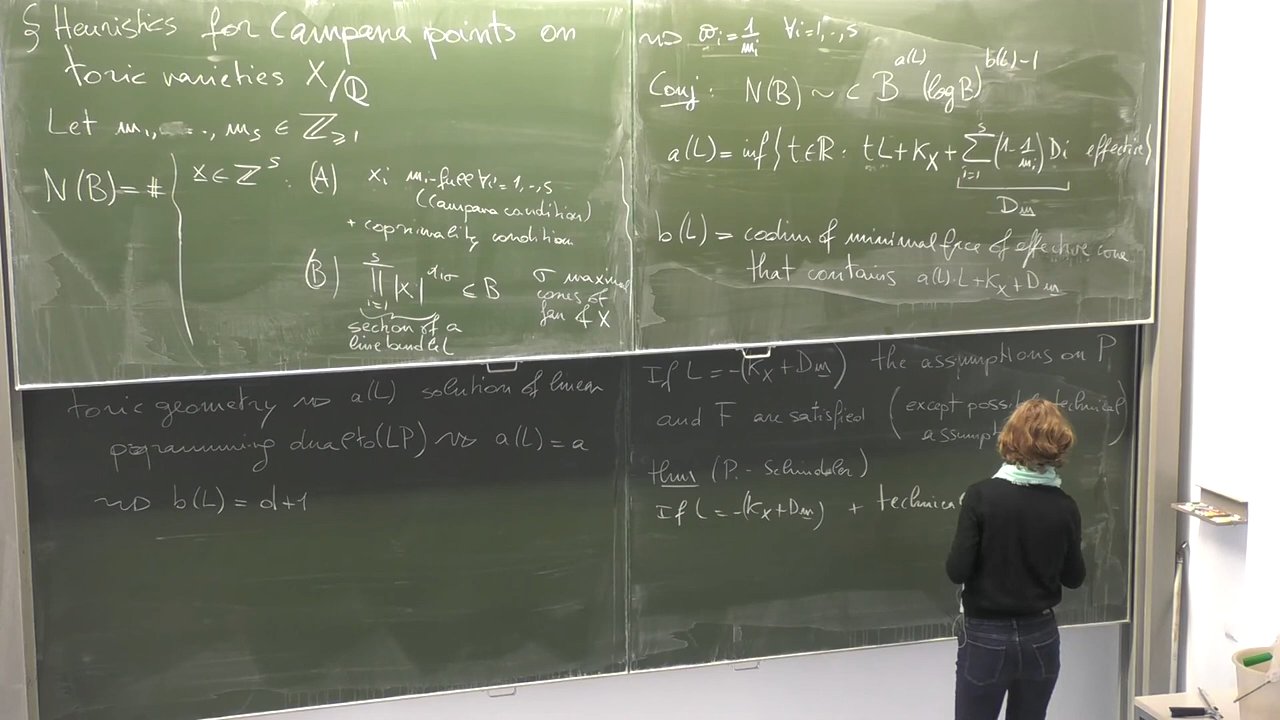 § Heuristics for Campana points on
toric varieties X/ℚ
Let m₁, ..., mₛ ∈ ℤ≥₁
N(B) = # { x ∈ ℤ^s : (A) xᵢ mᵢ-full ∀i=1,..,s
(Campana condition)
+ coprimality condition
(B) ∏_{i=1}^{s} |xᵢ|^{αᵢσ} ≤ B σ maximal
cones of
fan of X
section of a
line bundle L
⇝ ϖᵢ = 1/mᵢ ∀i=1,..,s
Conj: N(B) ~ c B^{a(L)} (log B)^{b(L)-1}
a(L) = inf { t ∈ ℝ : tL + K_X + ∑_{i=1}^{s} (1 - 1/mᵢ) Dᵢ effective }
D_m
b(L) = codim of minimal face of effective cone
that contains a(L)·L + K_X + D_m
toric geometry ⇝ a(L) solution of linear
programming dual to (LP) ⇝ a(L) = a
⇝ b(L) = d+1
If L = -(K_X + D_m) the assumptions on P
and F are satisfied (except possibly technical
thm (P. - Schindler)
If L = -(K_X + D_m) + technical